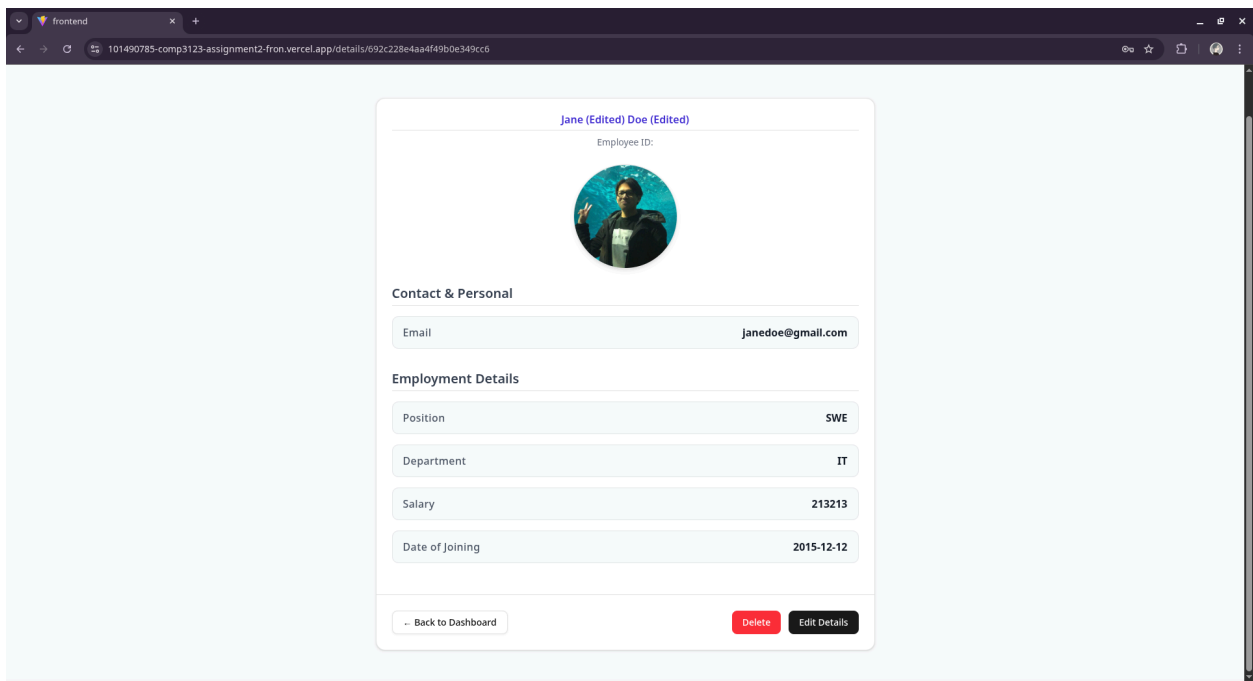 frontend
101490785-comp3123-assignment2-fron.vercel.app/details/692c228e4aa4f49b0e349cc6
Jane (Edited) Doe (Edited)
Employee ID:
Contact & Personal
Email janedoe@gmail.com
Employment Details
Position SWE
Department IT
Salary 213213
Date of Joining 2015-12-12
← Back to Dashboard Delete Edit Details